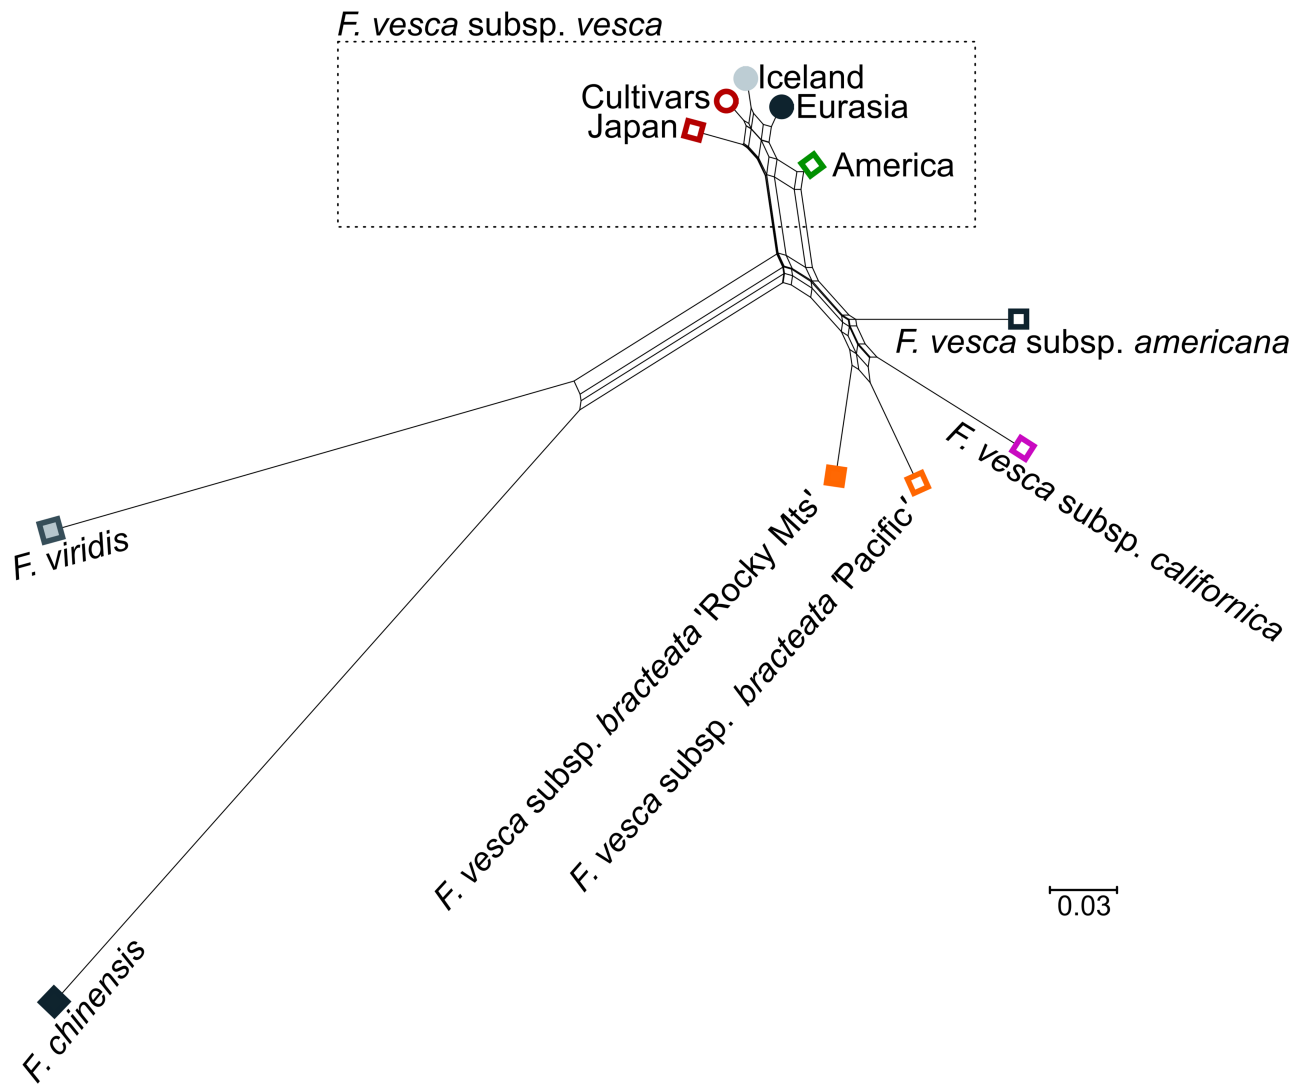 F. vesca subsp. vesca
Iceland
Cultivars
Eurasia
Japan
America
F. vesca subsp. americana
F. vesca subsp. californica
F. viridis
F. vesca subsp. bracteata 'Rocky Mts'
F. vesca subsp. bracteata 'Pacific'
0.03
F. chinensis